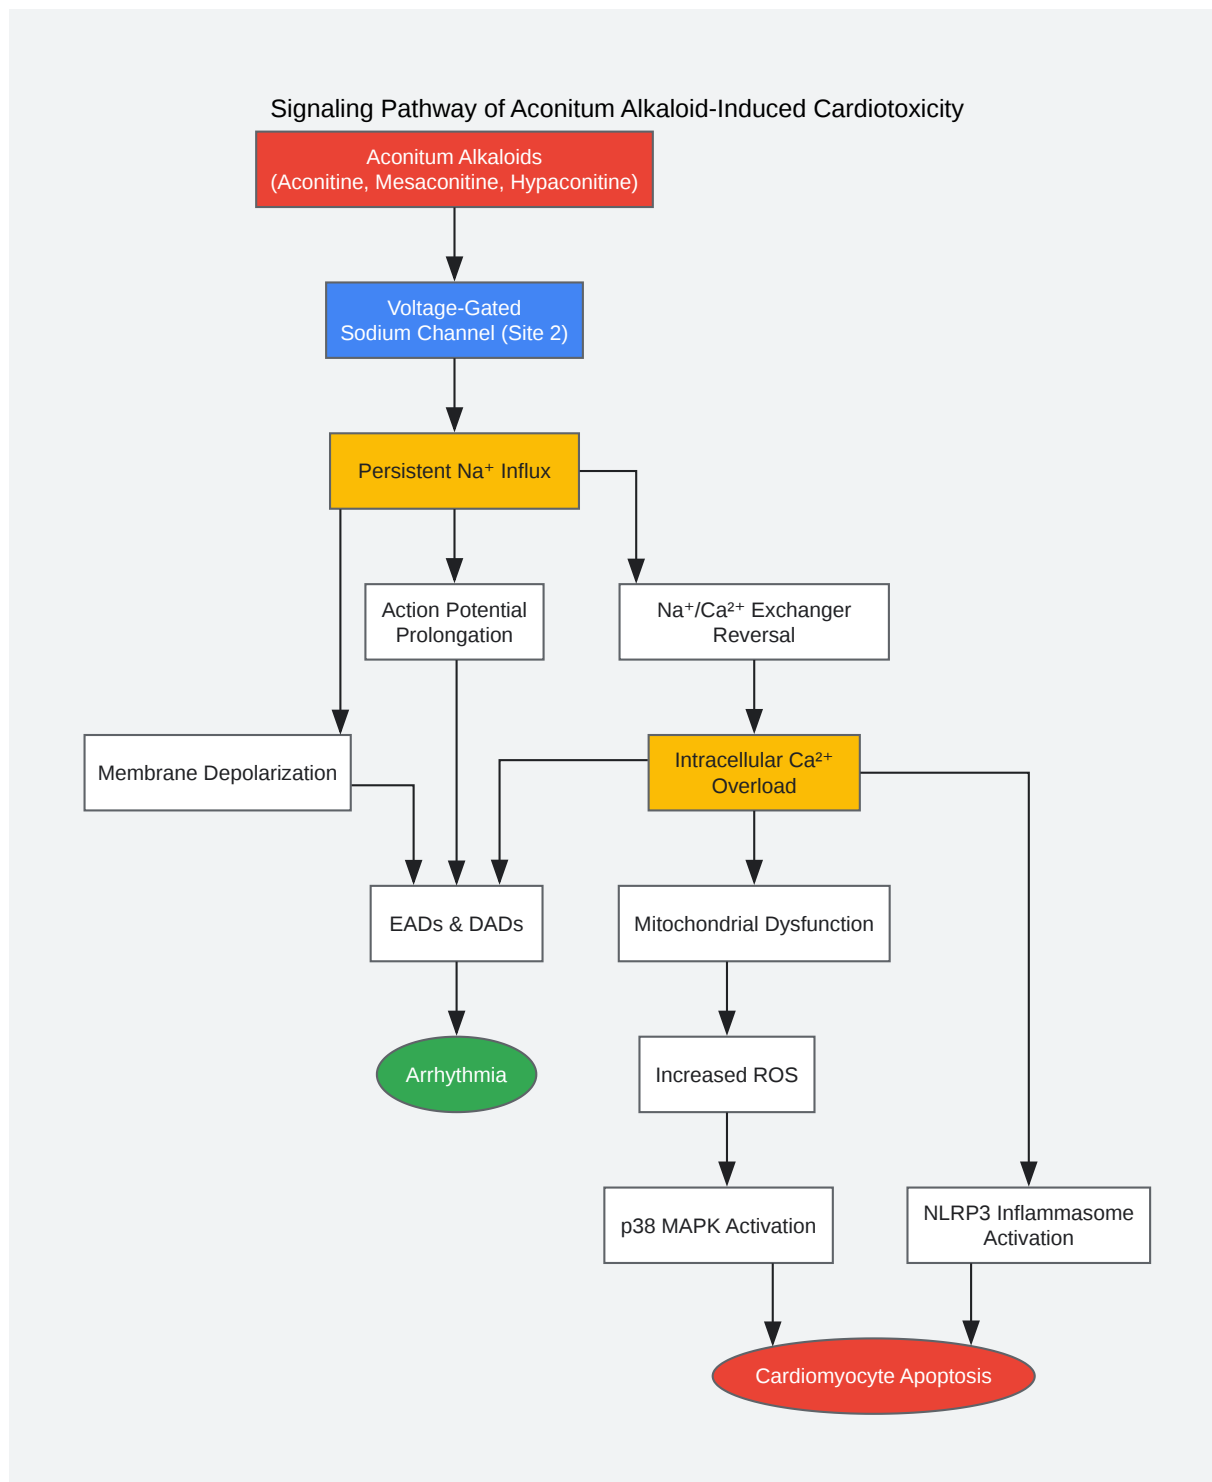 Signaling Pathway of Aconitum Alkaloid-Induced Cardiotoxicity
Aconitum Alkaloids
(Aconitine, Mesaconitine, Hypaconitine)
Voltage-Gated
Sodium Channel (Site 2)
Persistent Na⁺ Influx
Action Potential
Prolongation
Na⁺/Ca²⁺ Exchanger
Reversal
Membrane Depolarization
Intracellular Ca²⁺
Overload
EADs & DADs
Mitochondrial Dysfunction
Arrhythmia
Increased ROS
p38 MAPK Activation
NLRP3 Inflammasome
Activation
Cardiomyocyte Apoptosis